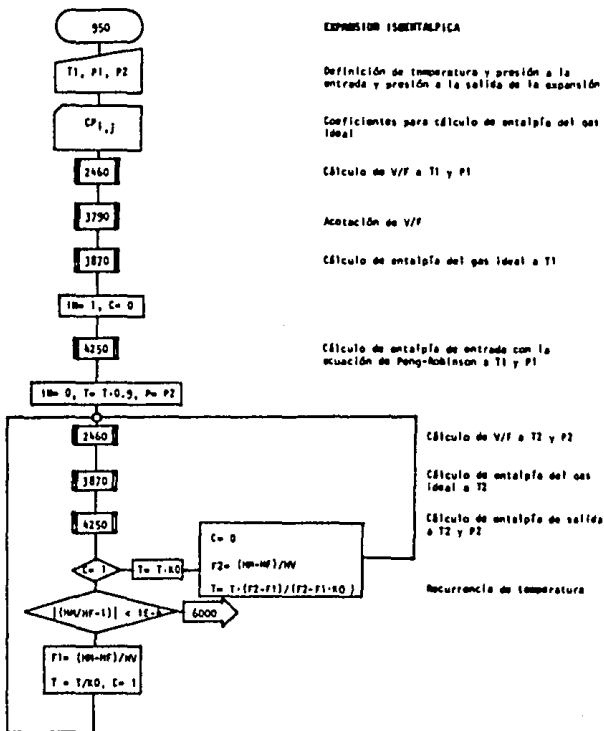 950
EXPANSION ISOENTALPICA
T1, P1, P2
Definición de temperatura y presión a la
entrada y presión a la salida de la expansión
CPi,j
Coeficientes para cálculo de entalpía del gas
ideal
2460
Cálculo de V/F a T1 y P1
3790
Acotación de V/F
3870
Cálculo de entalpía del gas ideal a T1
IN= 1, C= 0
4250
Cálculo de entalpía de entrada con la
ecuación de Peng-Robinson a T1 y P1
IN= 0, T= T·0.9, P= P2
2460
Cálculo de V/F a T2 y P2
3870
Cálculo de entalpía del gas
ideal a T2
4250
Cálculo de entalpía de salida
a T2 y P2
C= 1
T= T·K0
C= 0
F2= (HM-HF)/HV
T= T·(F2-F1)/(F2-F1·K0 )
Recurrencia de temperatura
|(HM/HF-1)| < 1E-
6000
F1= (HM-HF)/HV
T = T/K0, C= 1